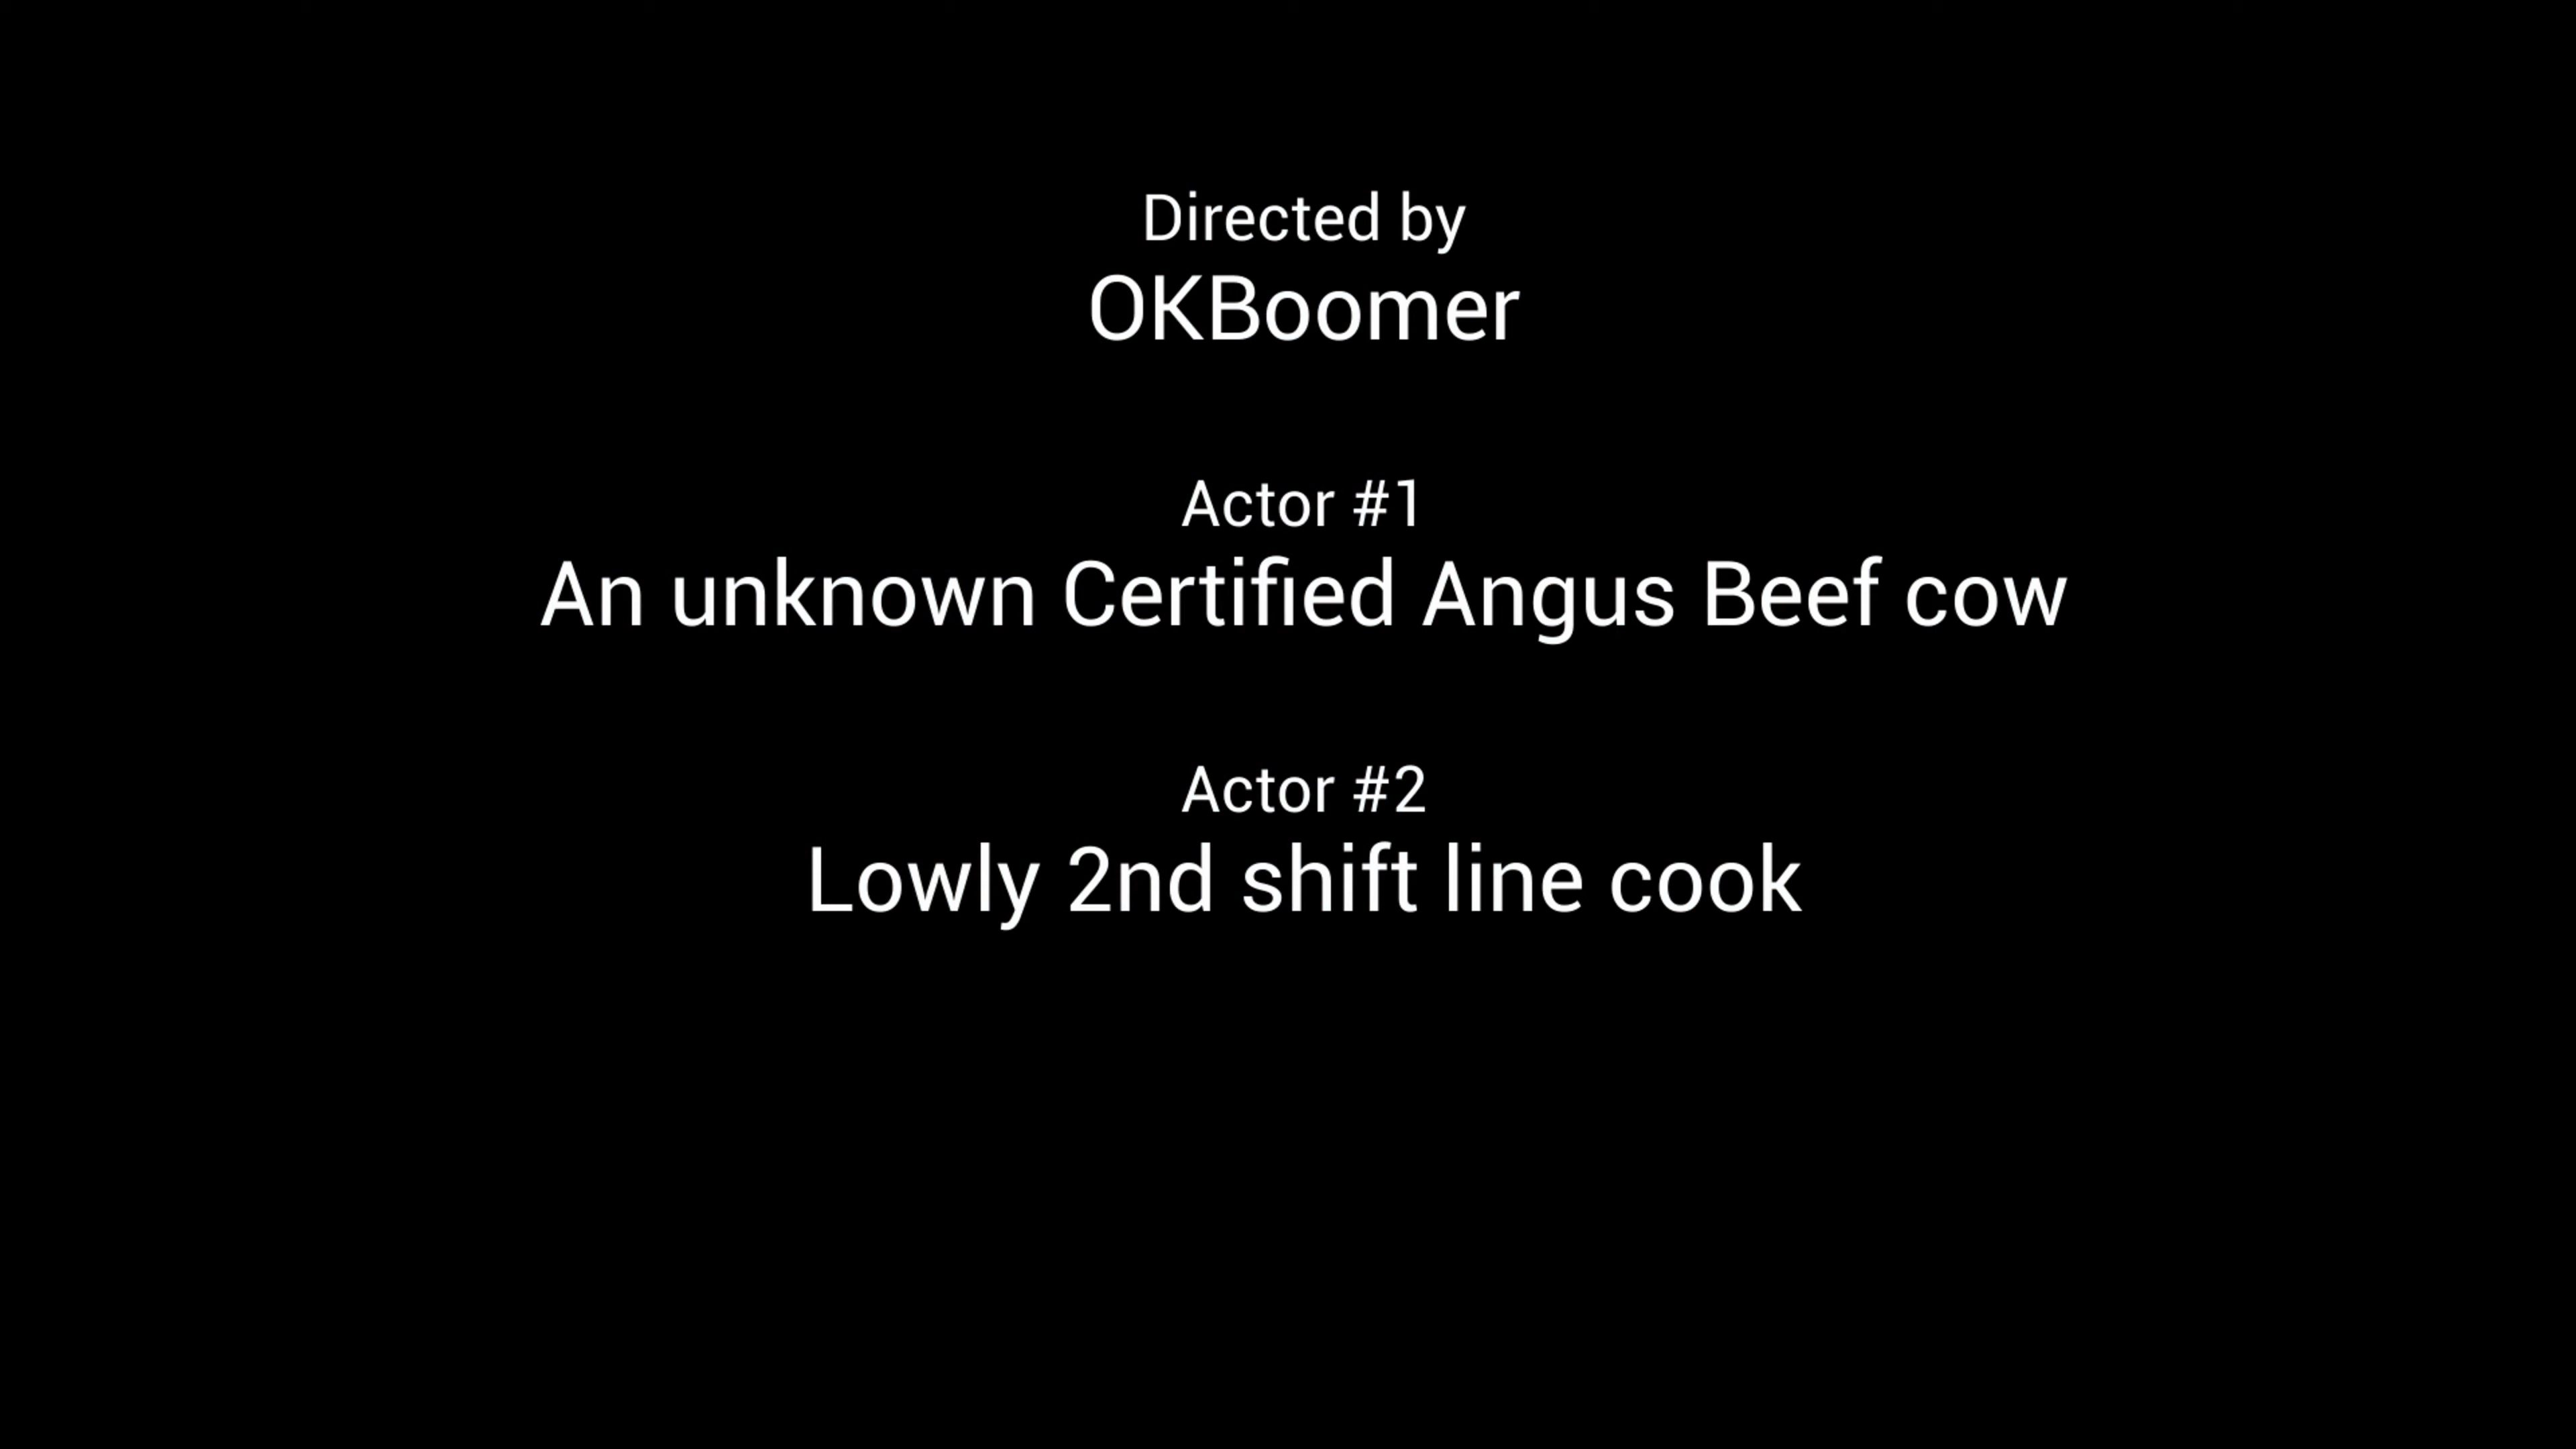 Directed by
OKBoomer
Actor #1
An unknown Certified Angus Beef cow
Actor #2
Lowly 2nd shift line cook